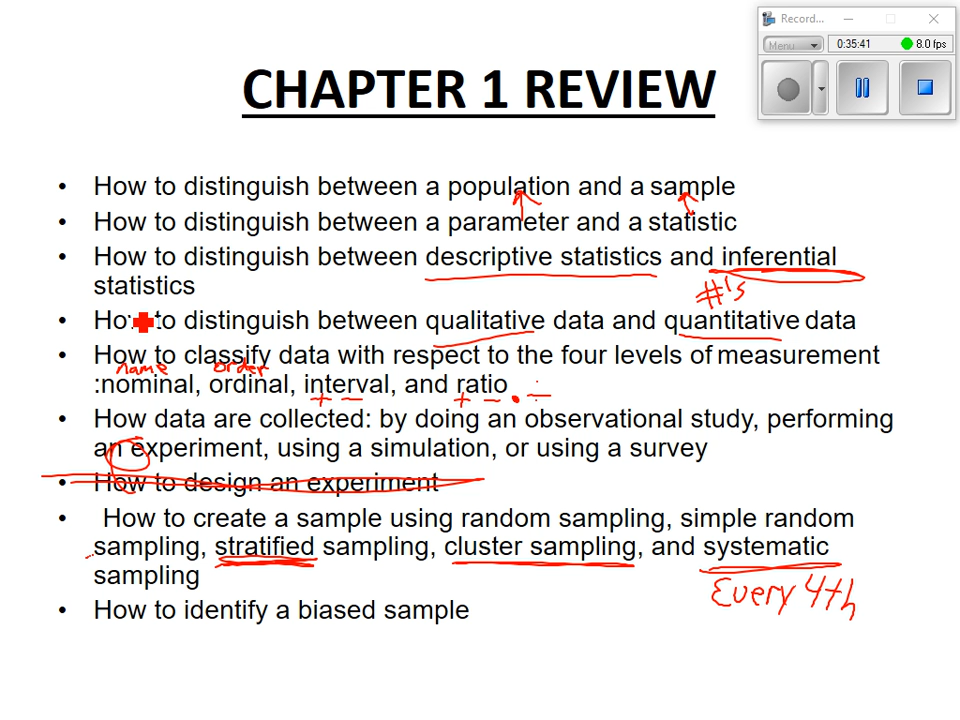 Record...
Menu
0:35:41
8.0 fps
CHAPTER 1 REVIEW
• How to distinguish between a population and a sample
• How to distinguish between a parameter and a statistic
• How to distinguish between descriptive statistics and inferential
statistics
#'s
• How to distinguish between qualitative data and quantitative data
• How to classify data with respect to the four levels of measurement
name order
:nominal, ordinal, interval, and ratio
+ − + − • ÷
• How data are collected: by doing an observational study, performing
an experiment, using a simulation, or using a survey
• How to design an experiment
• How to create a sample using random sampling, simple random
sampling, stratified sampling, cluster sampling, and systematic
sampling
Every 4th
• How to identify a biased sample